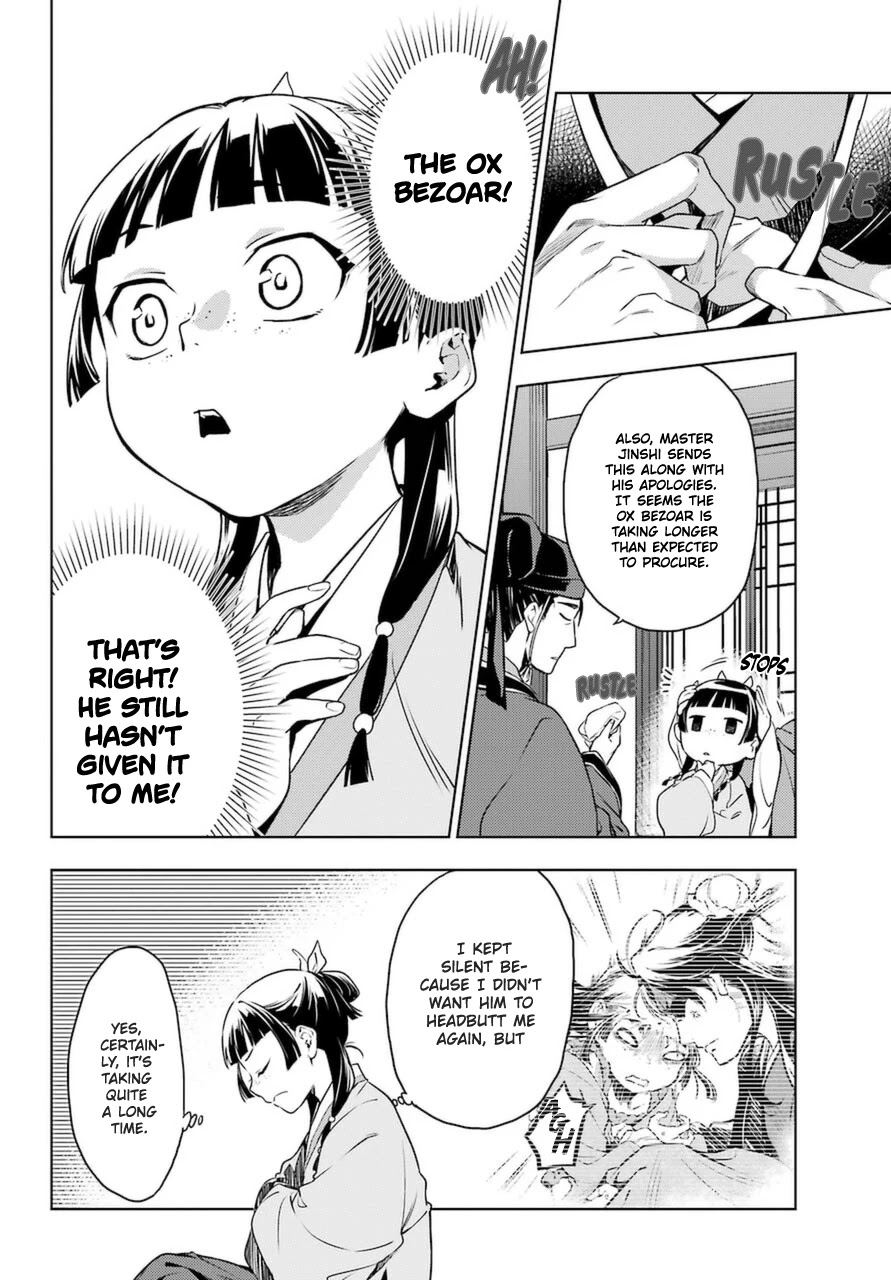 RUSTLE
ALSO, MASTER
JINSHI SENDS
THIS ALONG WITH
HIS APOLOGIES.
IT SEEMS THE
OX BEZOAR IS
TAKING LONGER
THAN EXPECTED
TO PROCURE.
STOPS
RUSTLE
AH!
THE OX
BEZOAR!
THAT'S
RIGHT!
HE STILL
HASN'T
GIVEN IT
TO ME!
I KEPT
SILENT BE-
CAUSE I DIDN'T
WANT HIM TO
HEADBUTT ME
AGAIN, BUT
ACH
YES,
CERTAIN-
LY, IT'S
TAKING
QUITE
A LONG
TIME.